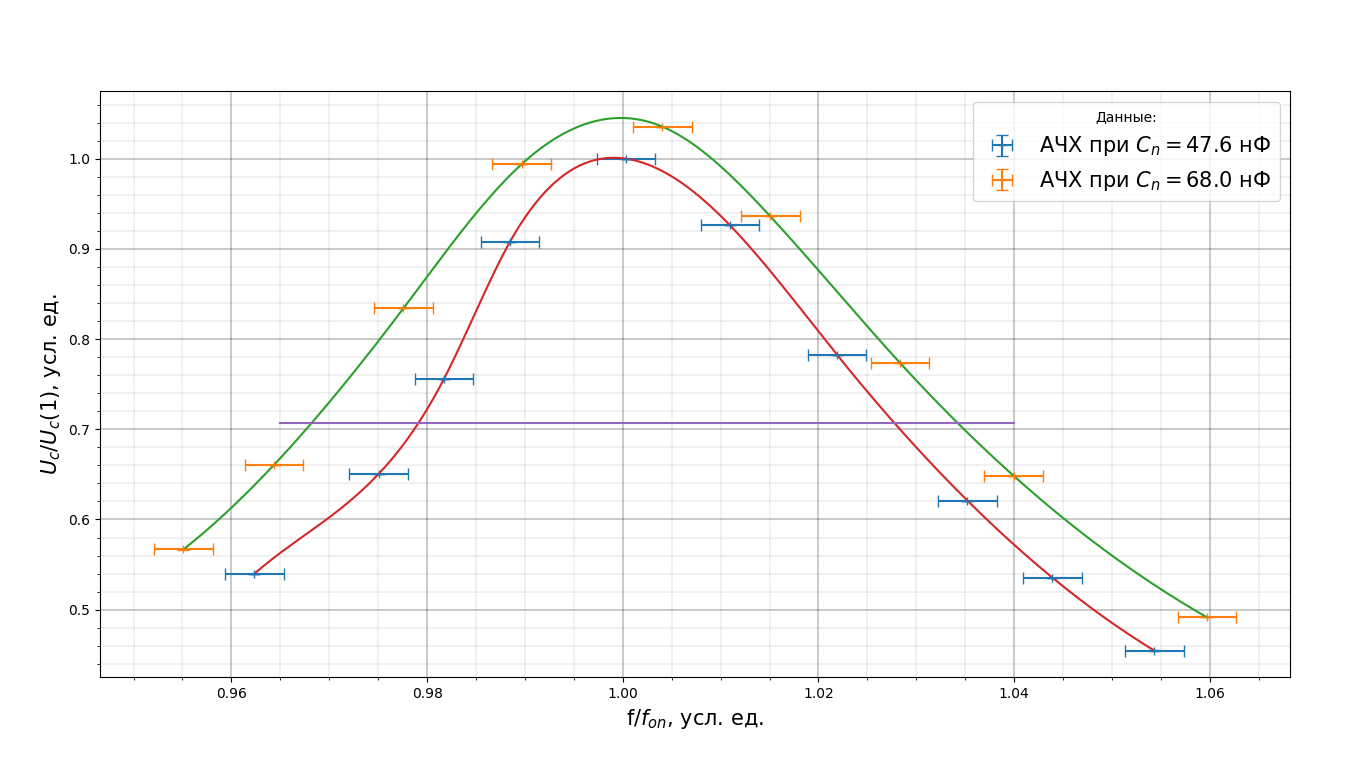 Данные:
АЧХ при Cₙ = 47.6 нФ
АЧХ при Cₙ = 68.0 нФ
U_c/U_c(1), усл. ед.
1.0
0.9
0.8
0.7
0.6
0.5
0.96 0.98 1.00 1.02 1.04 1.06
f/f_{on}, усл. ед.